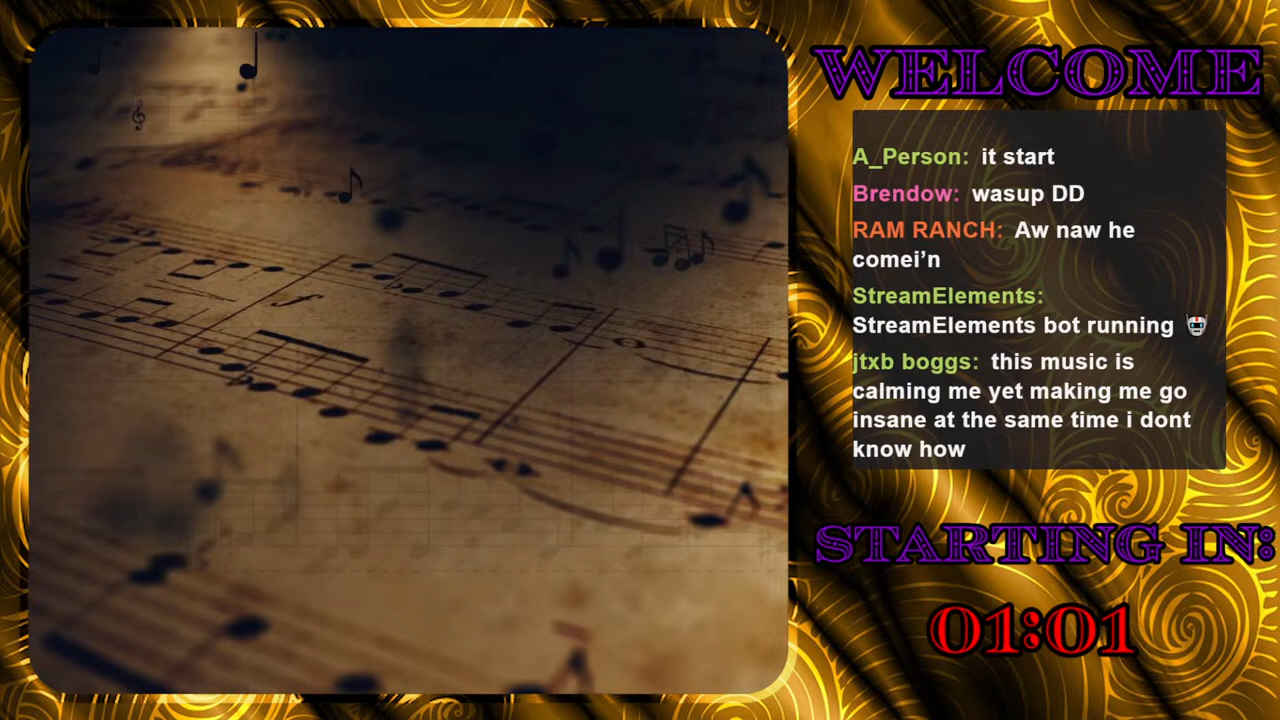 WELCOME
A_Person: it start
Brendow: wasup DD
RAM RANCH: Aw naw he
comei’n
StreamElements:
StreamElements bot running
jtxb boggs: this music is
calming me yet making me go
insane at the same time i dont
know how
STARTING IN:
01:01